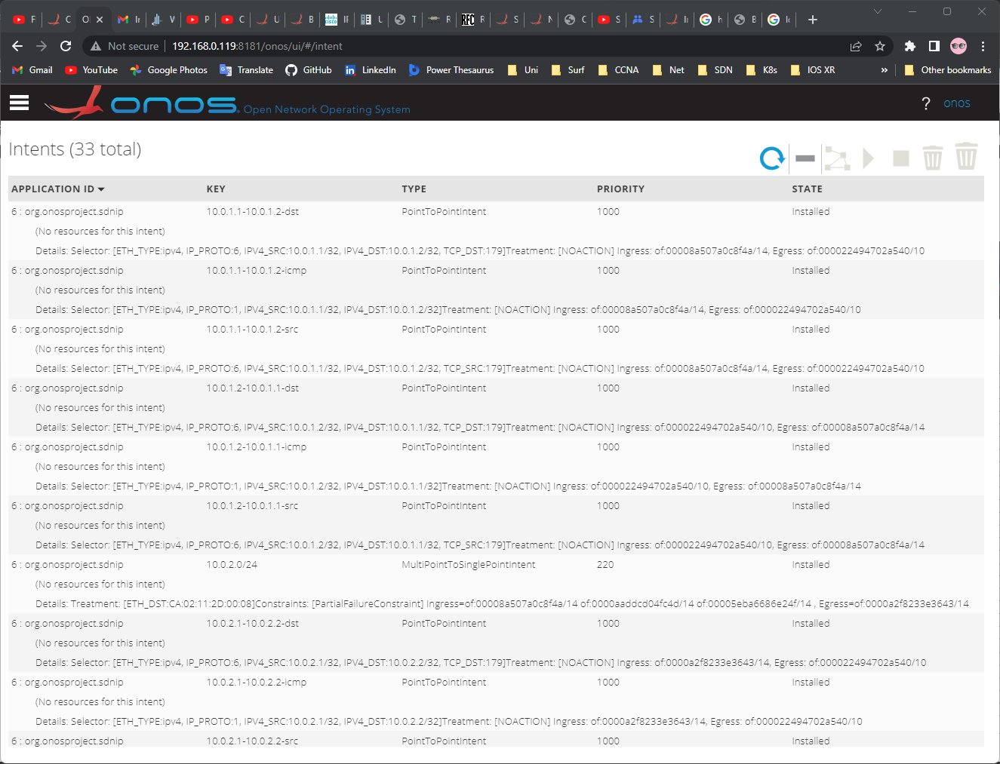 F
C
O
Ir
V
P
C
U
B
IF
U
T
R
RFC
R
S
N
C
S
S
Ir
h
B
Ic
Not secure
192.168.0.119:8181/onos/ui/#/intent
Gmail YouTube Google Photos Translate GitHub LinkedIn Power Thesaurus Uni Surf CCNA Net SDN K8s IOS XR » Other bookmarks
onos Open Network Operating System ? onos
Intents (33 total)
APPLICATION ID KEY TYPE PRIORITY STATE
6 : org.onosproject.sdnip 10.0.1.1-10.0.1.2-dst PointToPointIntent 1000 Installed
(No resources for this intent)
Details: Selector: [ETH_TYPE:ipv4, IP_PROTO:6, IPV4_SRC:10.0.1.1/32, IPV4_DST:10.0.1.2/32, TCP_DST:179]Treatment: [NOACTION] Ingress: of:00008a507a0c8f4a/14, Egress: of:000022494702a540/10
6 : org.onosproject.sdnip 10.0.1.1-10.0.1.2-icmp PointToPointIntent 1000 Installed
(No resources for this intent)
Details: Selector: [ETH_TYPE:ipv4, IP_PROTO:1, IPV4_SRC:10.0.1.1/32, IPV4_DST:10.0.1.2/32]Treatment: [NOACTION] Ingress: of:00008a507a0c8f4a/14, Egress: of:000022494702a540/10
6 : org.onosproject.sdnip 10.0.1.1-10.0.1.2-src PointToPointIntent 1000 Installed
(No resources for this intent)
Details: Selector: [ETH_TYPE:ipv4, IP_PROTO:6, IPV4_SRC:10.0.1.1/32, IPV4_DST:10.0.1.2/32, TCP_SRC:179]Treatment: [NOACTION] Ingress: of:00008a507a0c8f4a/14, Egress: of:000022494702a540/10
6 : org.onosproject.sdnip 10.0.1.2-10.0.1.1-dst PointToPointIntent 1000 Installed
(No resources for this intent)
Details: Selector: [ETH_TYPE:ipv4, IP_PROTO:6, IPV4_SRC:10.0.1.2/32, IPV4_DST:10.0.1.1/32, TCP_DST:179]Treatment: [NOACTION] Ingress: of:000022494702a540/10, Egress: of:00008a507a0c8f4a/14
6 : org.onosproject.sdnip 10.0.1.2-10.0.1.1-icmp PointToPointIntent 1000 Installed
(No resources for this intent)
Details: Selector: [ETH_TYPE:ipv4, IP_PROTO:1, IPV4_SRC:10.0.1.2/32, IPV4_DST:10.0.1.1/32]Treatment: [NOACTION] Ingress: of:000022494702a540/10, Egress: of:00008a507a0c8f4a/14
6 : org.onosproject.sdnip 10.0.1.2-10.0.1.1-src PointToPointIntent 1000 Installed
(No resources for this intent)
Details: Selector: [ETH_TYPE:ipv4, IP_PROTO:6, IPV4_SRC:10.0.1.2/32, IPV4_DST:10.0.1.1/32, TCP_SRC:179]Treatment: [NOACTION] Ingress: of:000022494702a540/10, Egress: of:00008a507a0c8f4a/14
6 : org.onosproject.sdnip 10.0.2.0/24 MultiPointToSinglePointIntent 220 Installed
(No resources for this intent)
Details: Treatment: [ETH_DST:CA:02:11:2D:00:08]Constraints: [PartialFailureConstraint] Ingress=of:00008a507a0c8f4a/14 of:0000aaddcd04fc4d/14 of:00005eba6686e24f/14 , Egress=of:0000a2f8233e3643/14
6 : org.onosproject.sdnip 10.0.2.1-10.0.2.2-dst PointToPointIntent 1000 Installed
(No resources for this intent)
Details: Selector: [ETH_TYPE:ipv4, IP_PROTO:6, IPV4_SRC:10.0.2.1/32, IPV4_DST:10.0.2.2/32, TCP_DST:179]Treatment: [NOACTION] Ingress: of:0000a2f8233e3643/14, Egress: of:000022494702a540/10
6 : org.onosproject.sdnip 10.0.2.1-10.0.2.2-icmp PointToPointIntent 1000 Installed
(No resources for this intent)
Details: Selector: [ETH_TYPE:ipv4, IP_PROTO:1, IPV4_SRC:10.0.2.1/32, IPV4_DST:10.0.2.2/32]Treatment: [NOACTION] Ingress: of:0000a2f8233e3643/14, Egress: of:000022494702a540/10
6 : org.onosproject.sdnip 10.0.2.1-10.0.2.2-src PointToPointIntent 1000 Installed